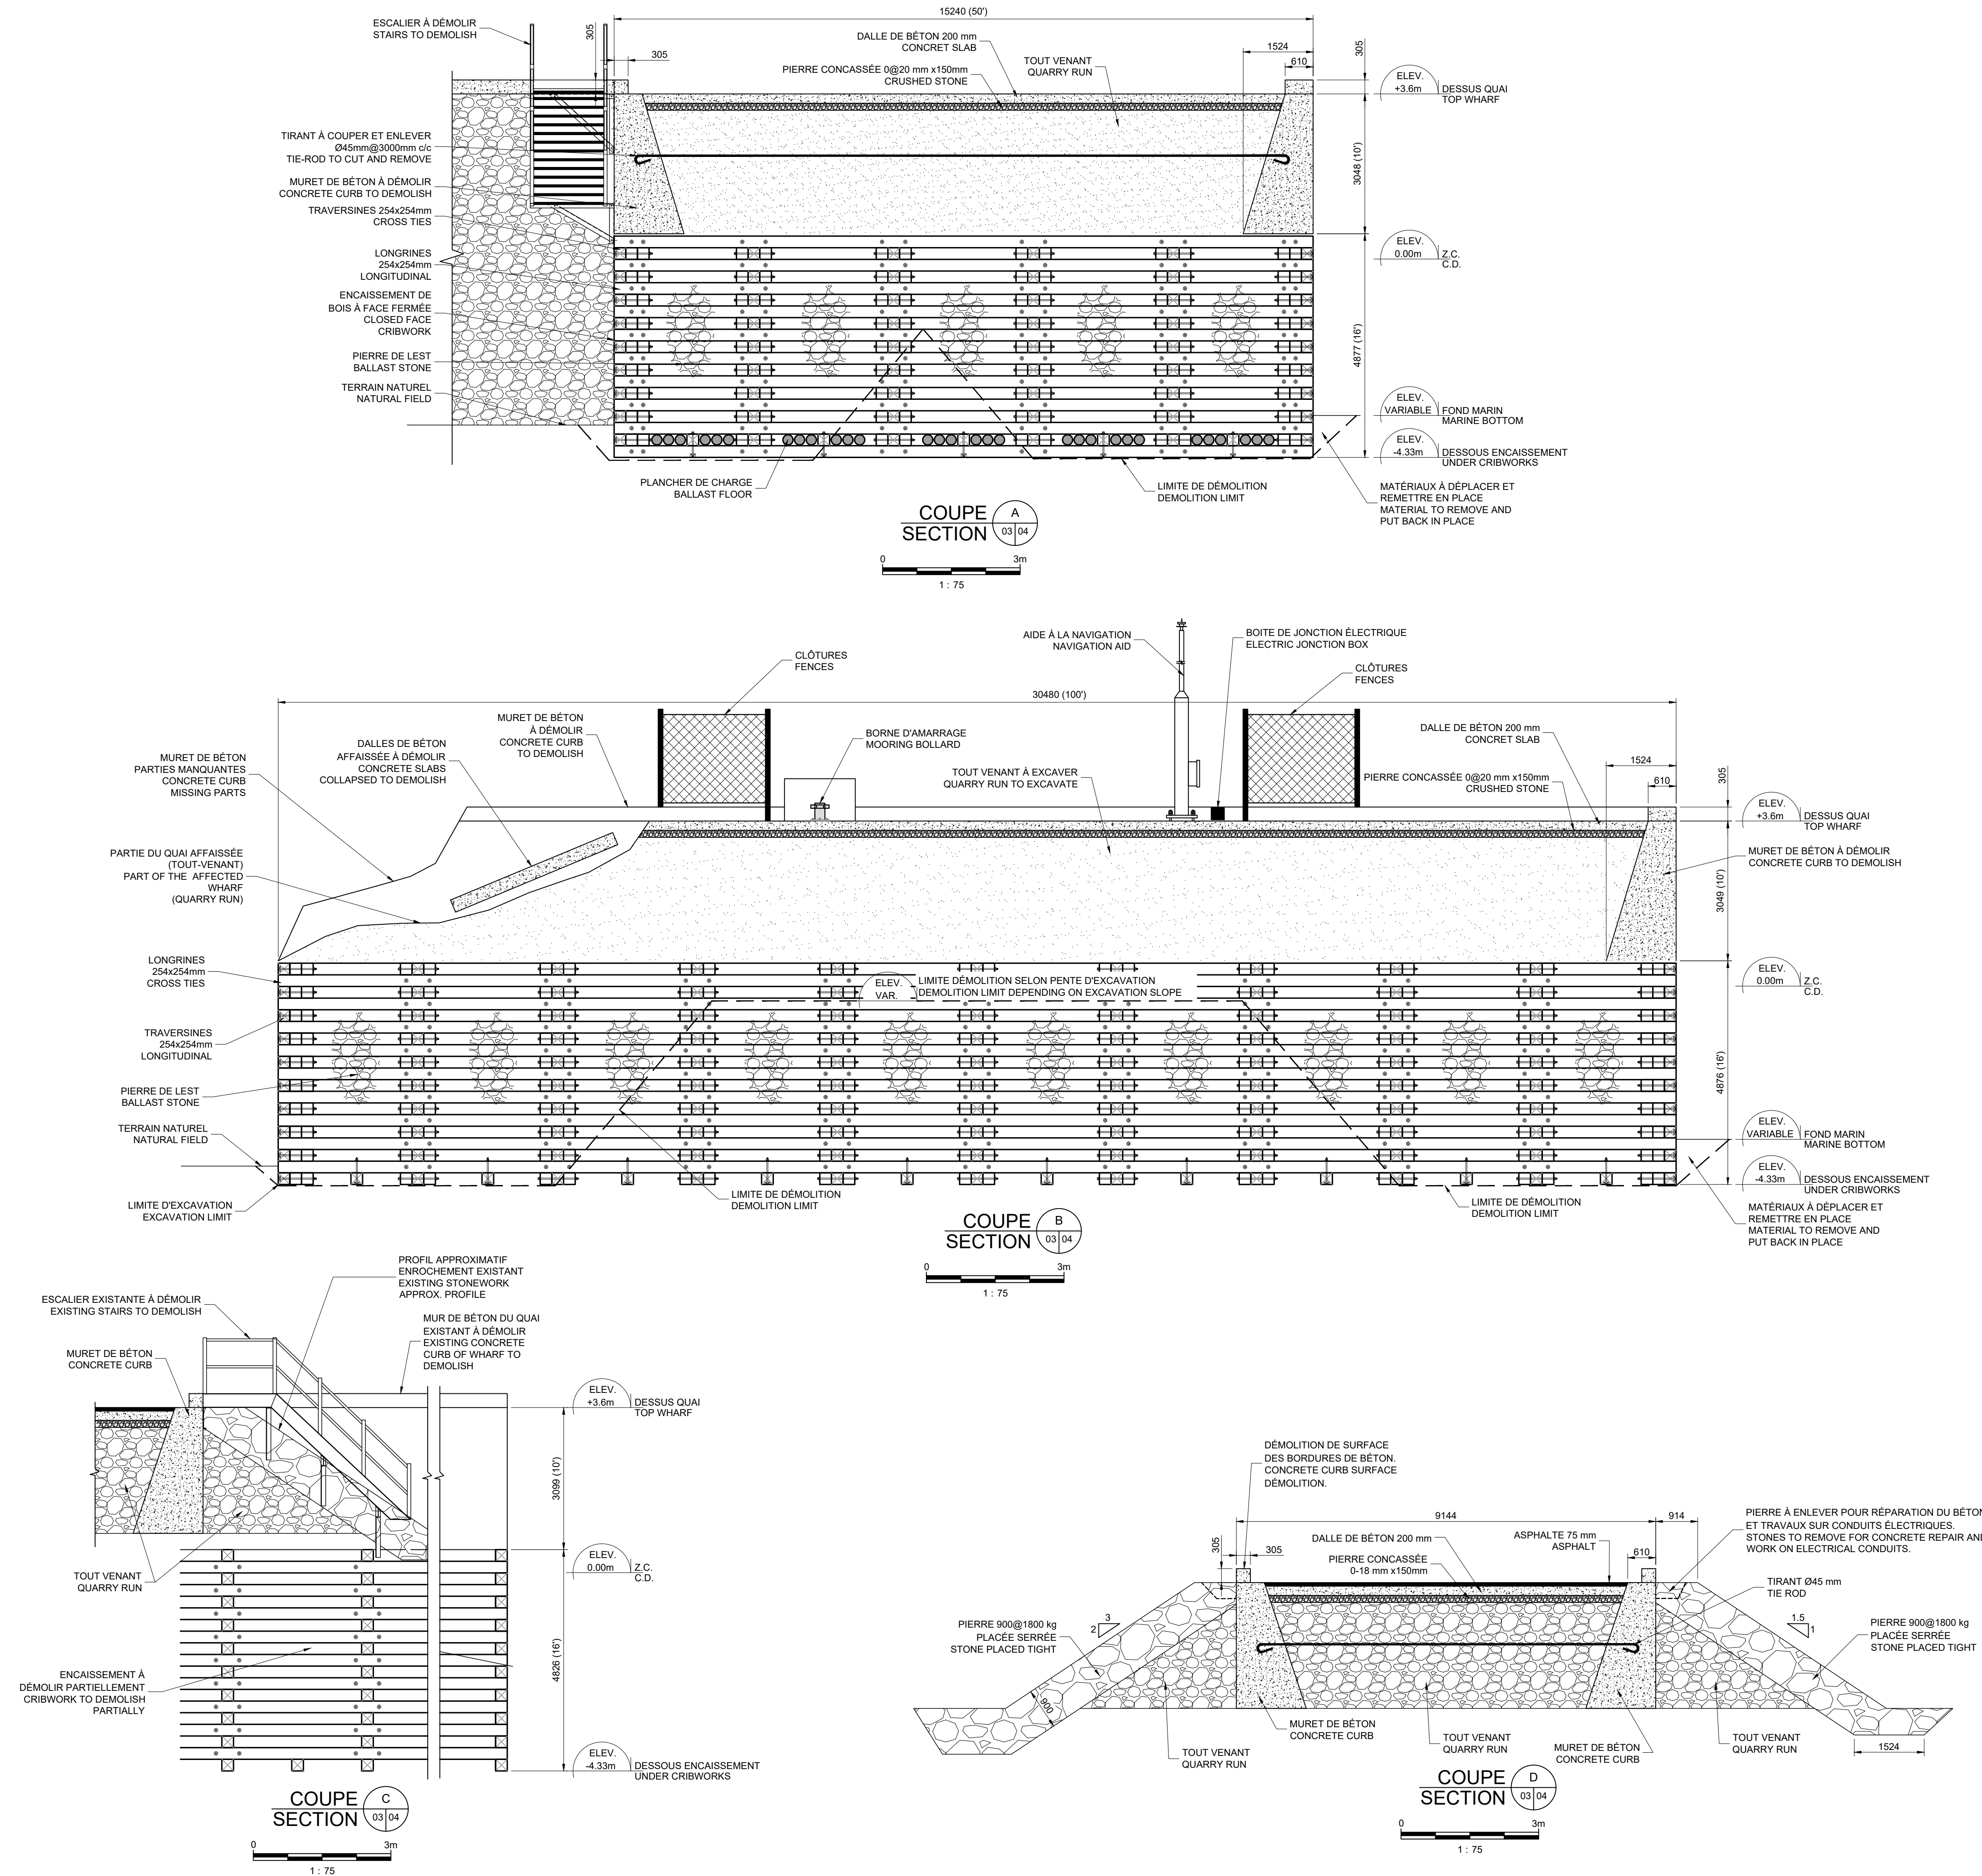 15240 (50')
ESCALIER À DÉMOLIR
STAIRS TO DEMOLISH
305
305
DALLE DE BÉTON 200 mm
CONCRET SLAB
PIERRE CONCASSÉE 0@20 mm x150mm
CRUSHED STONE
TOUT VENANT
QUARRY RUN
1524
610
305
ELEV.
+3.6m
DESSUS QUAI
TOP WHARF
TIRANT À COUPER ET ENLEVER
Ø45mm@3000mm c/c
TIE-ROD TO CUT AND REMOVE
MURET DE BÉTON À DÉMOLIR
CONCRETE CURB TO DEMOLISH
TRAVERSINES 254x254mm
CROSS TIES
3048 (10')
LONGRINES
254x254mm
LONGITUDINAL
ELEV.
0.00m
Z.C.
C.D.
ENCAISSEMENT DE
BOIS À FACE FERMÉE
CLOSED FACE
CRIBWORK
PIERRE DE LEST
BALLAST STONE
TERRAIN NATUREL
NATURAL FIELD
4877 (16')
ELEV.
VARIABLE
FOND MARIN
MARINE BOTTOM
ELEV.
-4.33m
DESSOUS ENCAISSEMENT
UNDER CRIBWORKS
PLANCHER DE CHARGE
BALLAST FLOOR
LIMITE DE DÉMOLITION
DEMOLITION LIMIT
MATÉRIAUX À DÉPLACER ET
REMETTRE EN PLACE
MATERIAL TO REMOVE AND
PUT BACK IN PLACE
COUPE
SECTION
A
03 04
0 3m
1 : 75
AIDE À LA NAVIGATION
NAVIGATION AID
BOITE DE JONCTION ÉLECTRIQUE
ELECTRIC JONCTION BOX
CLÔTURES
FENCES
CLÔTURES
FENCES
30480 (100')
MURET DE BÉTON
À DÉMOLIR
CONCRETE CURB
TO DEMOLISH
BORNE D'AMARRAGE
MOORING BOLLARD
DALLES DE BÉTON
AFFAISSÉE À DÉMOLIR
CONCRETE SLABS
COLLAPSED TO DEMOLISH
MURET DE BÉTON
PARTIES MANQUANTES
CONCRETE CURB
MISSING PARTS
TOUT VENANT À EXCAVER
QUARRY RUN TO EXCAVATE
DALLE DE BÉTON 200 mm
CONCRET SLAB
PIERRE CONCASSÉE 0@20 mm x150mm
CRUSHED STONE
1524
610
305
ELEV.
+3.6m
DESSUS QUAI
TOP WHARF
PARTIE DU QUAI AFFAISSÉE
(TOUT-VENANT)
PART OF THE AFFECTED
WHARF
(QUARRY RUN)
MURET DE BÉTON À DÉMOLIR
CONCRETE CURB TO DEMOLISH
3049 (10')
LONGRINES
254x254mm
CROSS TIES
ELEV.
VAR.
LIMITE DÉMOLITION SELON PENTE D'EXCAVATION
DEMOLITION LIMIT DEPENDING ON EXCAVATION SLOPE
ELEV.
0.00m
Z.C.
C.D.
TRAVERSINES
254x254mm
LONGITUDINAL
PIERRE DE LEST
BALLAST STONE
4876 (16')
TERRAIN NATUREL
NATURAL FIELD
ELEV.
VARIABLE
FOND MARIN
MARINE BOTTOM
ELEV.
-4.33m
DESSOUS ENCAISSEMENT
UNDER CRIBWORKS
LIMITE D'EXCAVATION
EXCAVATION LIMIT
LIMITE DE DÉMOLITION
DEMOLITION LIMIT
LIMITE DE DÉMOLITION
DEMOLITION LIMIT
MATÉRIAUX À DÉPLACER ET
REMETTRE EN PLACE
MATERIAL TO REMOVE AND
PUT BACK IN PLACE
COUPE
SECTION
B
03 04
0 3m
1 : 75
PROFIL APPROXIMATIF
ENROCHEMENT EXISTANT
EXISTING STONEWORK
APPROX. PROFILE
ESCALIER EXISTANTE À DÉMOLIR
EXISTING STAIRS TO DEMOLISH
MUR DE BÉTON DU QUAI
EXISTANT À DÉMOLIR
EXISTING CONCRETE
CURB OF WHARF TO
DEMOLISH
MURET DE BÉTON
CONCRETE CURB
ELEV.
+3.6m
DESSUS QUAI
TOP WHARF
3099 (10')
TOUT VENANT
QUARRY RUN
ELEV.
0.00m
Z.C.
C.D.
4826 (16')
ENCAISSEMENT À
DÉMOLIR PARTIELLEMENT
CRIBWORK TO DEMOLISH
PARTIALLY
ELEV.
-4.33m
DESSOUS ENCAISSEMENT
UNDER CRIBWORKS
COUPE
SECTION
C
03 04
0 3m
1 : 75
DÉMOLITION DE SURFACE
DES BORDURES DE BÉTON.
CONCRETE CURB SURFACE
DÉMOLITION.
9144
914
PIERRE À ENLEVER POUR RÉPARATION DU BÉTON
ET TRAVAUX SUR CONDUITS ÉLECTRIQUES.
STONES TO REMOVE FOR CONCRETE REPAIR AN
WORK ON ELECTRICAL CONDUITS.
305
305
DALLE DE BÉTON 200 mm
ASPHALTE 75 mm
ASPHALT
PIERRE CONCASSÉE
0-18 mm x150mm
610
TIRANT Ø45 mm
TIE ROD
3
2
PIERRE 900@1800 kg
PLACÉE SERRÉE
STONE PLACED TIGHT
1.5
1
PIERRE 900@1800 kg
PLACÉE SERRÉE
STONE PLACED TIGHT
900
MURET DE BÉTON
CONCRETE CURB
TOUT VENANT
QUARRY RUN
TOUT VENANT
QUARRY RUN
MURET DE BÉTON
CONCRETE CURB
TOUT VENANT
QUARRY RUN
1524
COUPE
SECTION
D
03 04
0 3m
1 : 75